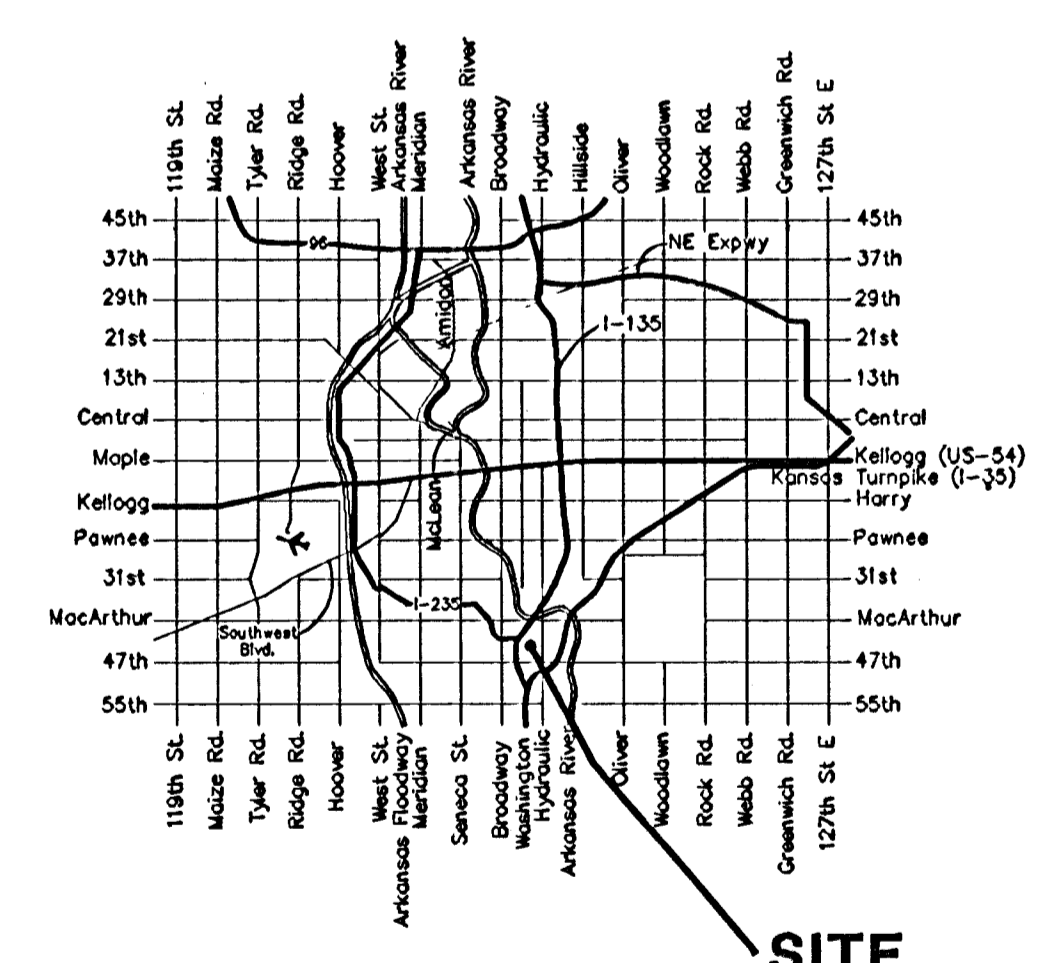 119th St.
Maize Rd.
Tyler Rd.
Ridge Rd.
Hoover
West St.
Arkansas River
Meridian
Arkansas River
Broadway
Hydraulic
Hillside
Oliver
Woodlawn
Rock Rd.
Webb Rd.
Greenwich Rd.
127th St E
45th
37th
29th
21st
13th
Central
Maple
Kellogg
Pawnee
31st
MacArthur
47th
55th
96
NE Expwy
Amidon
I-135
McLean
I-235
Southwest
Blvd.
45th
37th
29th
21st
13th
Central
Kellogg (US-54)
Kansas Turnpike (I-35)
Harry
Pawnee
31st
MacArthur
47th
55th
119th St.
Maize Rd.
Tyler Rd.
Ridge Rd.
Hoover
West St.
Arkansas Floodway
Meridian
Seneca St.
Broadway
Washington
Hydraulic
Arkansas River
Oliver
Woodlawn
Rock Rd.
Webb Rd.
Greenwich Rd.
127th St E
SITE